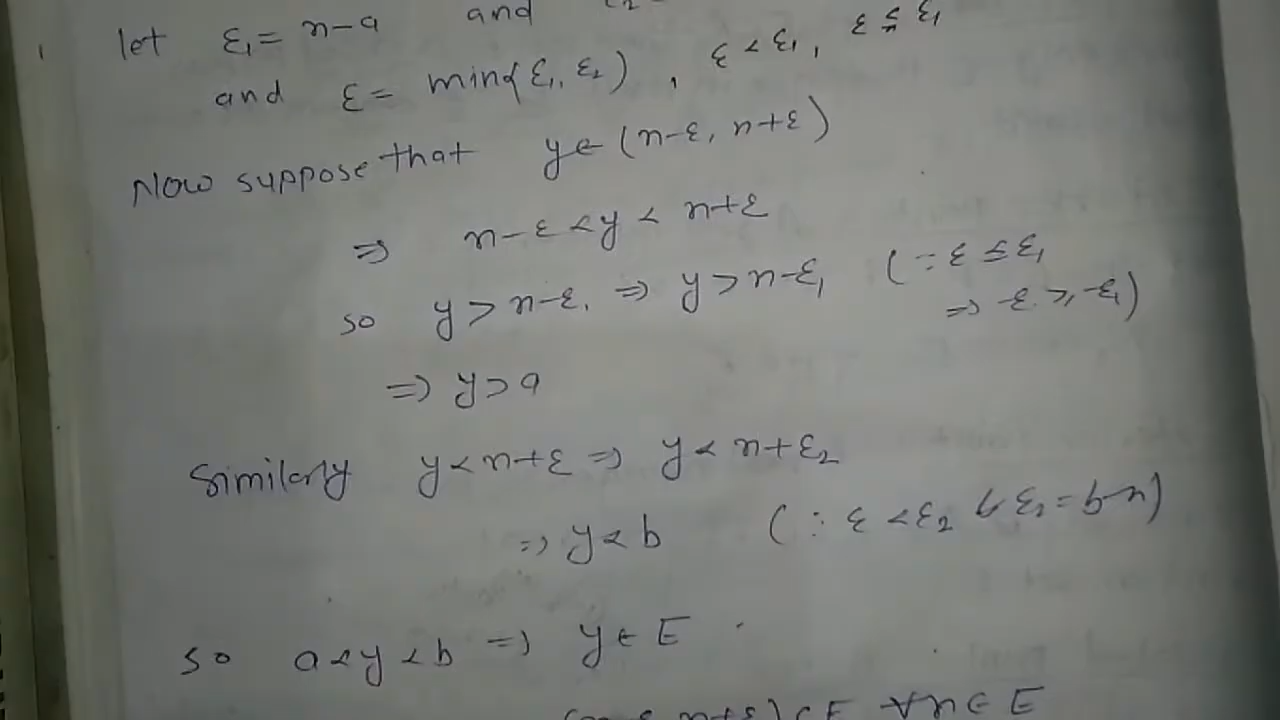 let ε₁ = n-a and
and ε = min{ε₁, ε₂), ε < ε₁, ε ≤ ε₁
Now suppose that y ∈ (n-ε, n+ε)
⇒ n-ε < y < n+ε
so y > n-ε, ⇒ y > n-ε₁ (∵ ε ≤ ε₁
⇒ -ε ≥ -ε₁)
⇒ y > a
Similarly y < n+ε ⇒ y < n+ε₂
⇒ y < b (∵ ε < ε₂ & ε₂ = b-n)
so a < y < b ⇒ y ∈ E
n+ε) ⊂ E ∀ n ∈ E